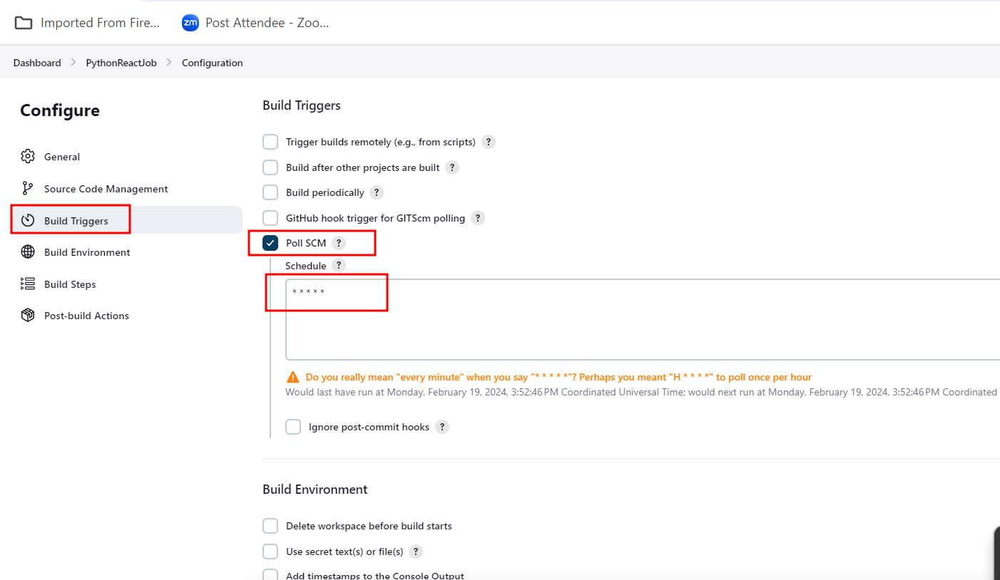 Imported From Fire...
zm Post Attendee - Zoo...
Dashboard > PythonReactJob > Configuration
Configure
General
Source Code Management
Build Triggers
Build Environment
Build Steps
Post-build Actions
Build Triggers
Trigger builds remotely (e.g., from scripts) ?
Build after other projects are built ?
Build periodically ?
GitHub hook trigger for GITScm polling ?
Poll SCM ?
Schedule ?
* * * * *
Do you really mean "every minute" when you say "* * * * *"? Perhaps you meant "H * * * *" to poll once per hour
Would last have run at Monday, February 19, 2024, 3:52:46 PM Coordinated Universal Time; would next run at Monday, February 19, 2024, 3:52:46 PM Coordinated
Ignore post-commit hooks ?
Build Environment
Delete workspace before build starts
Use secret text(s) or file(s) ?
Add timestamps to the Console Output